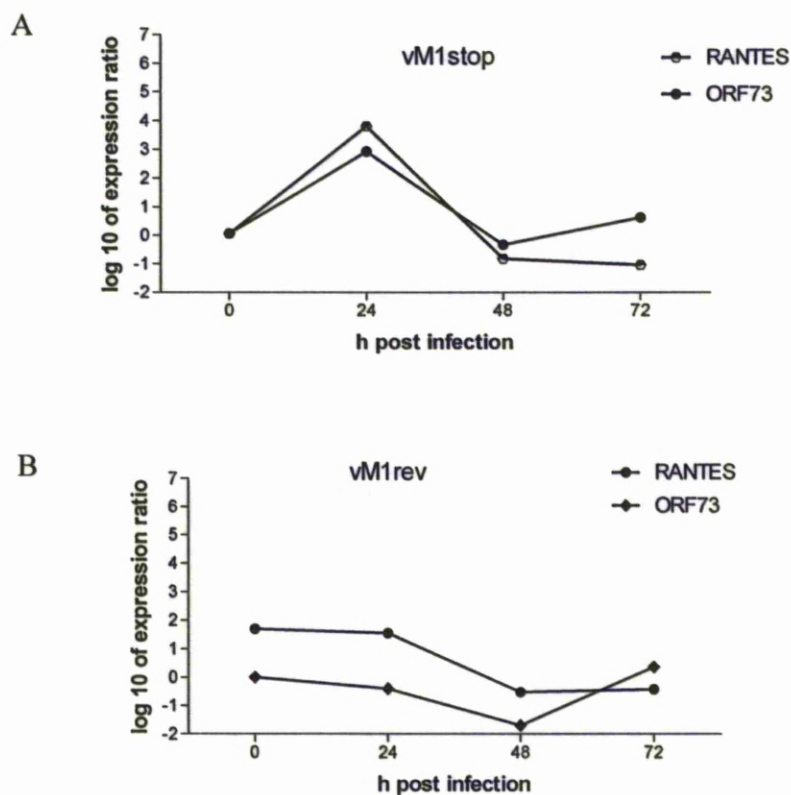 A
vM1stop
RANTES
ORF73
log 10 of expression ratio
7
6
5
4
3
2
1
0
-1
-2
0 24 48 72
h post infection
B
vM1rev
RANTES
ORF73
log 10 of expression ratio
7
6
5
4
3
2
1
0
-1
-2
0 24 48 72
h post infection